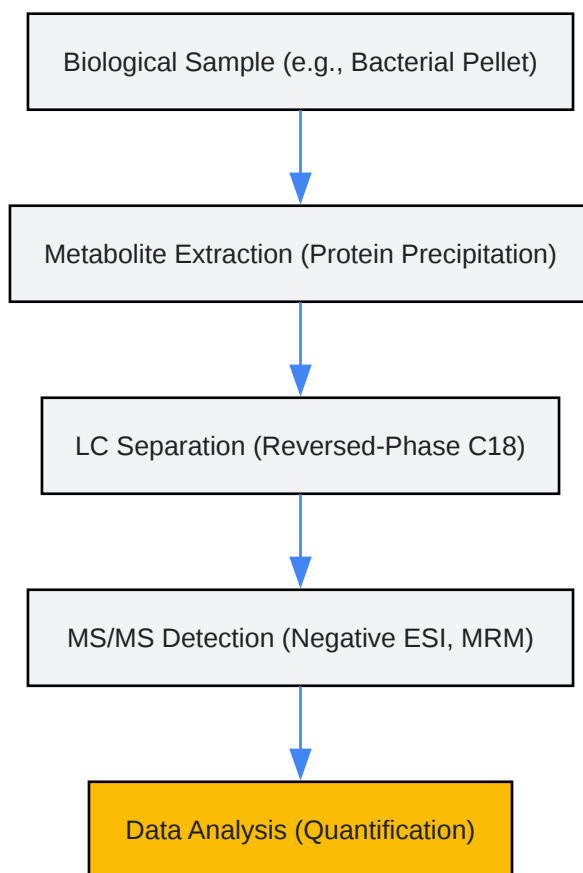 Biological Sample (e.g., Bacterial Pellet)
Metabolite Extraction (Protein Precipitation)
LC Separation (Reversed-Phase C18)
MS/MS Detection (Negative ESI, MRM)
Data Analysis (Quantification)